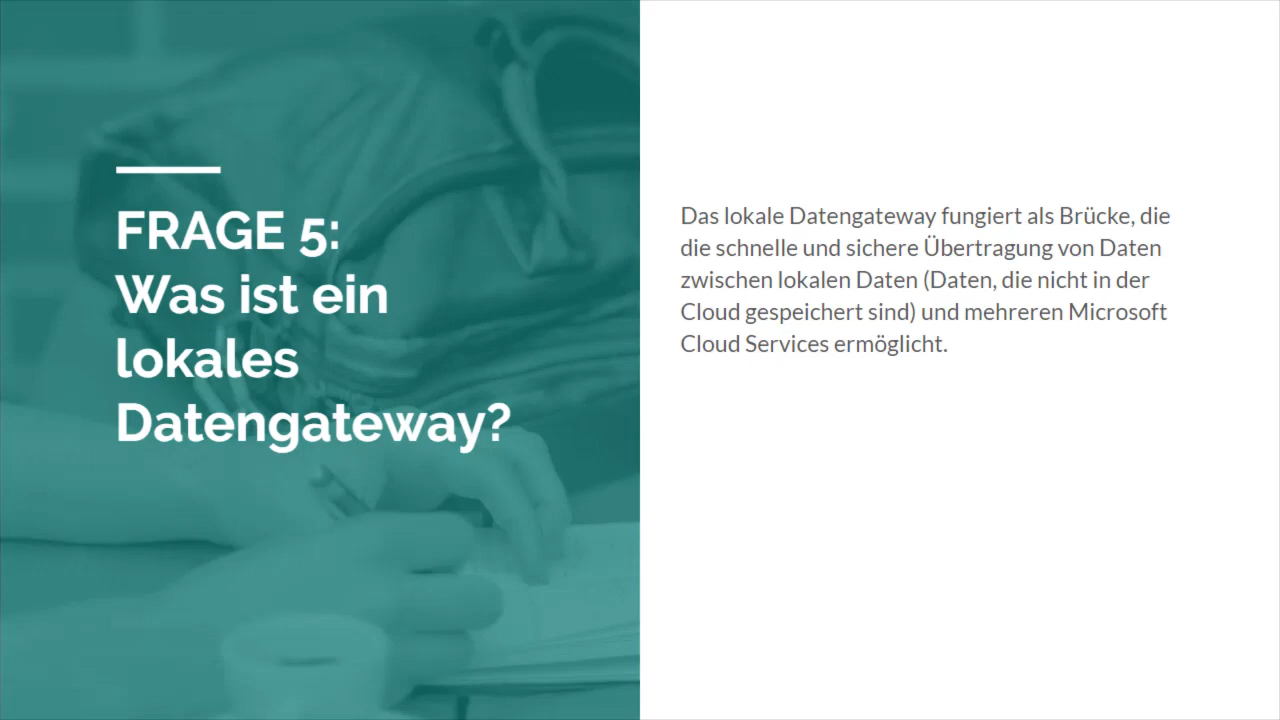 FRAGE 5:
Was ist ein
lokales
Datengateway?
Das lokale Datengateway fungiert als Brücke, die
die schnelle und sichere Übertragung von Daten
zwischen lokalen Daten (Daten, die nicht in der
Cloud gespeichert sind) und mehreren Microsoft
Cloud Services ermöglicht.